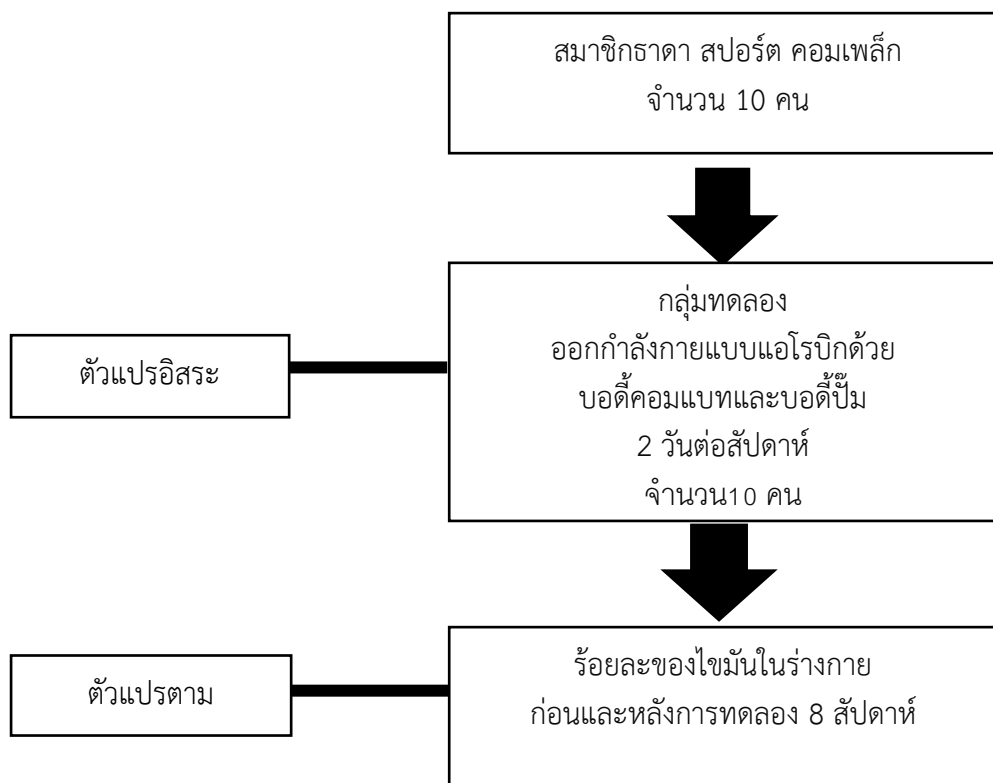 สมาชิกธาดา สปอร์ต คอมเพล็ก
จำนวน 10 คน
กลุ่มทดลอง
ออกกำลังกายแบบแอโรบิกด้วย
บอดี้คอมแบทและบอดี้ปั๊ม
2 วันต่อสัปดาห์
จำนวน10 คน
ตัวแปรอิสระ
ร้อยละของไขมันในร่างกาย
ก่อนและหลังการทดลอง 8 สัปดาห์
ตัวแปรตาม